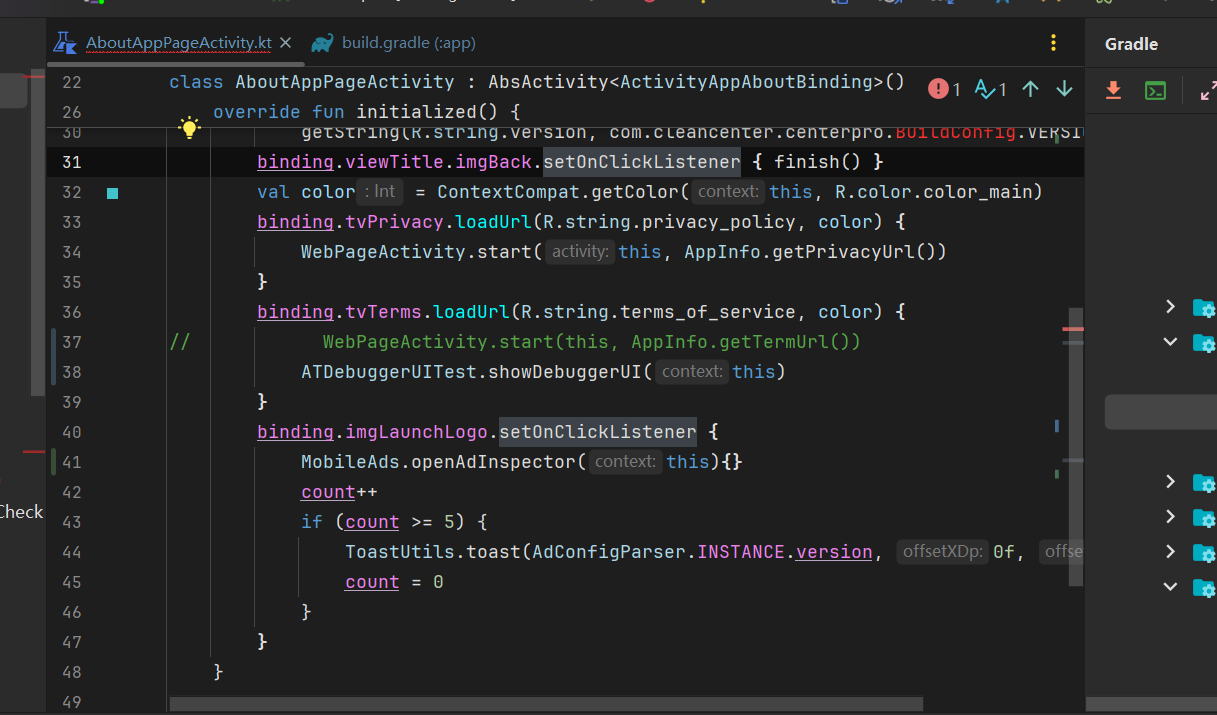 AboutAppPageActivity.kt
build.gradle (:app)
Gradle
22 class AboutAppPageActivity : AbsActivity<ActivityAppAboutBinding>()
1 1
26 override fun initialized() {
30 getString(R.string.version, com.cleancenter.centerpro.BuildConfig.VERSI
31 binding.viewTitle.imgBack.setOnClickListener { finish() }
32 val color : Int = ContextCompat.getColor( context: this, R.color.color_main)
33 binding.tvPrivacy.loadUrl(R.string.privacy_policy, color) {
34 WebPageActivity.start( activity: this, AppInfo.getPrivacyUrl())
35 }
36 binding.tvTerms.loadUrl(R.string.terms_of_service, color) {
37 // WebPageActivity.start(this, AppInfo.getTermUrl())
38 ATDebuggerUITest.showDebuggerUI( context: this)
39 }
40 binding.imgLaunchLogo.setOnClickListener {
41 MobileAds.openAdInspector( context: this){}
42 count++
43 if (count >= 5) {
44 ToastUtils.toast(AdConfigParser.INSTANCE.version, offsetXDp: 0f, offse
45 count = 0
46 }
47 }
48 }
49
Check